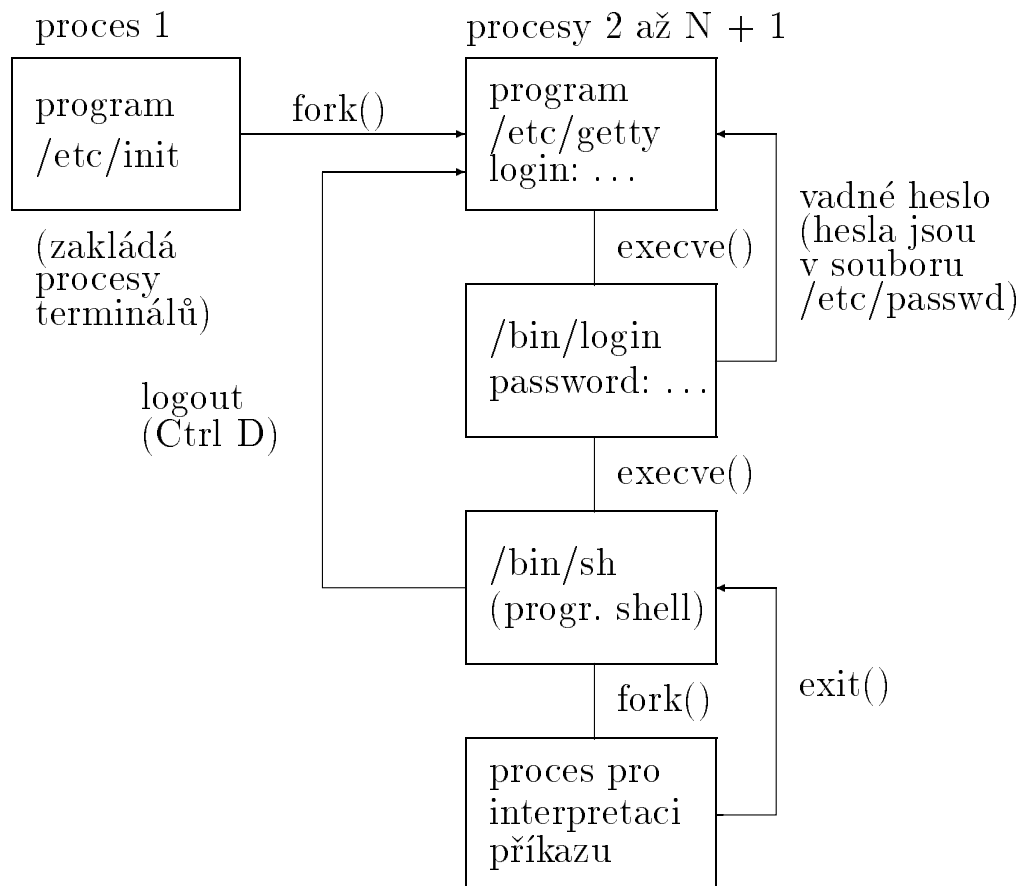 proces 1
procesy 2 až N + 1
program
/etc/init
fork()
program
/etc/getty
login: ...
(zakládá
procesy
terminálů)
execve()
vadné heslo
(hesla jsou
v souboru
/etc/passwd)
/bin/login
password: ...
logout
(Ctrl D)
execve()
/bin/sh
(progr. shell)
fork()
exit()
proces pro
interpretaci
příkazu